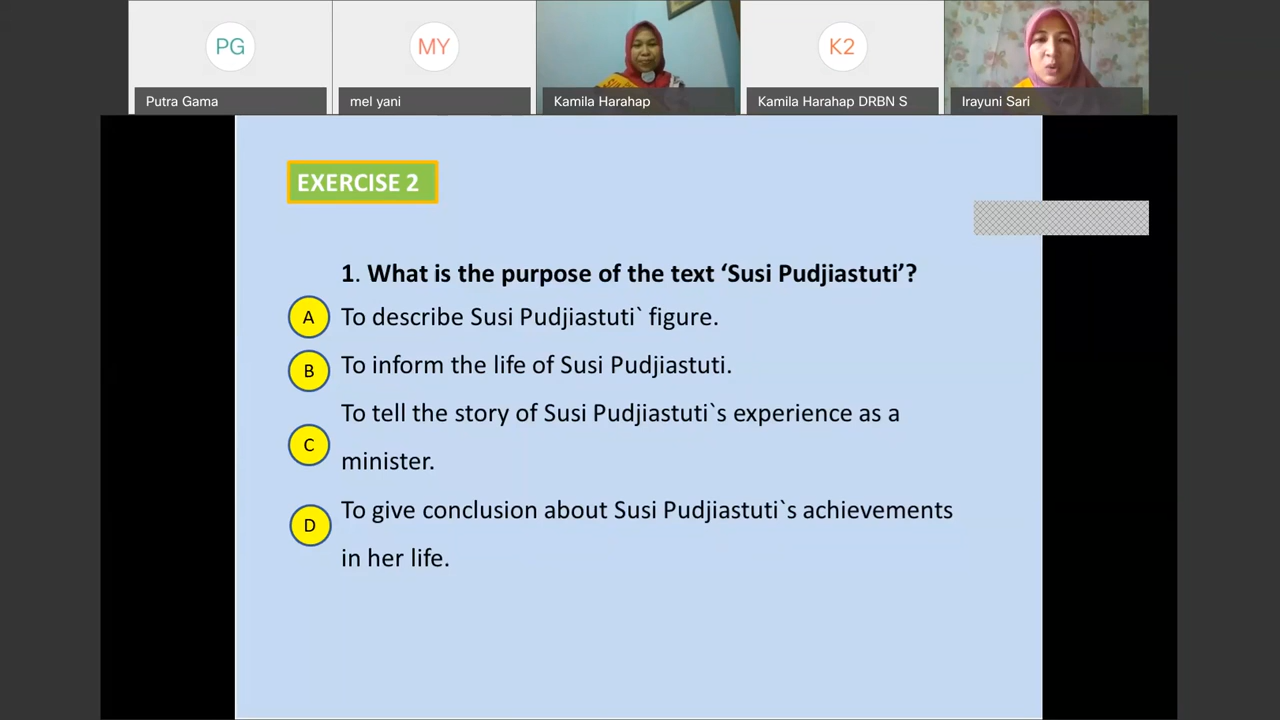 PG
MY
K2
Putra Gama
mel yani
Kamila Harahap
Kamila Harahap DRBN S
Irayuni Sari
EXERCISE 2
1. What is the purpose of the text ‘Susi Pudjiastuti’?
A To describe Susi Pudjiastuti` figure.
B To inform the life of Susi Pudjiastuti.
C To tell the story of Susi Pudjiastuti`s experience as a
minister.
D To give conclusion about Susi Pudjiastuti`s achievements
in her life.